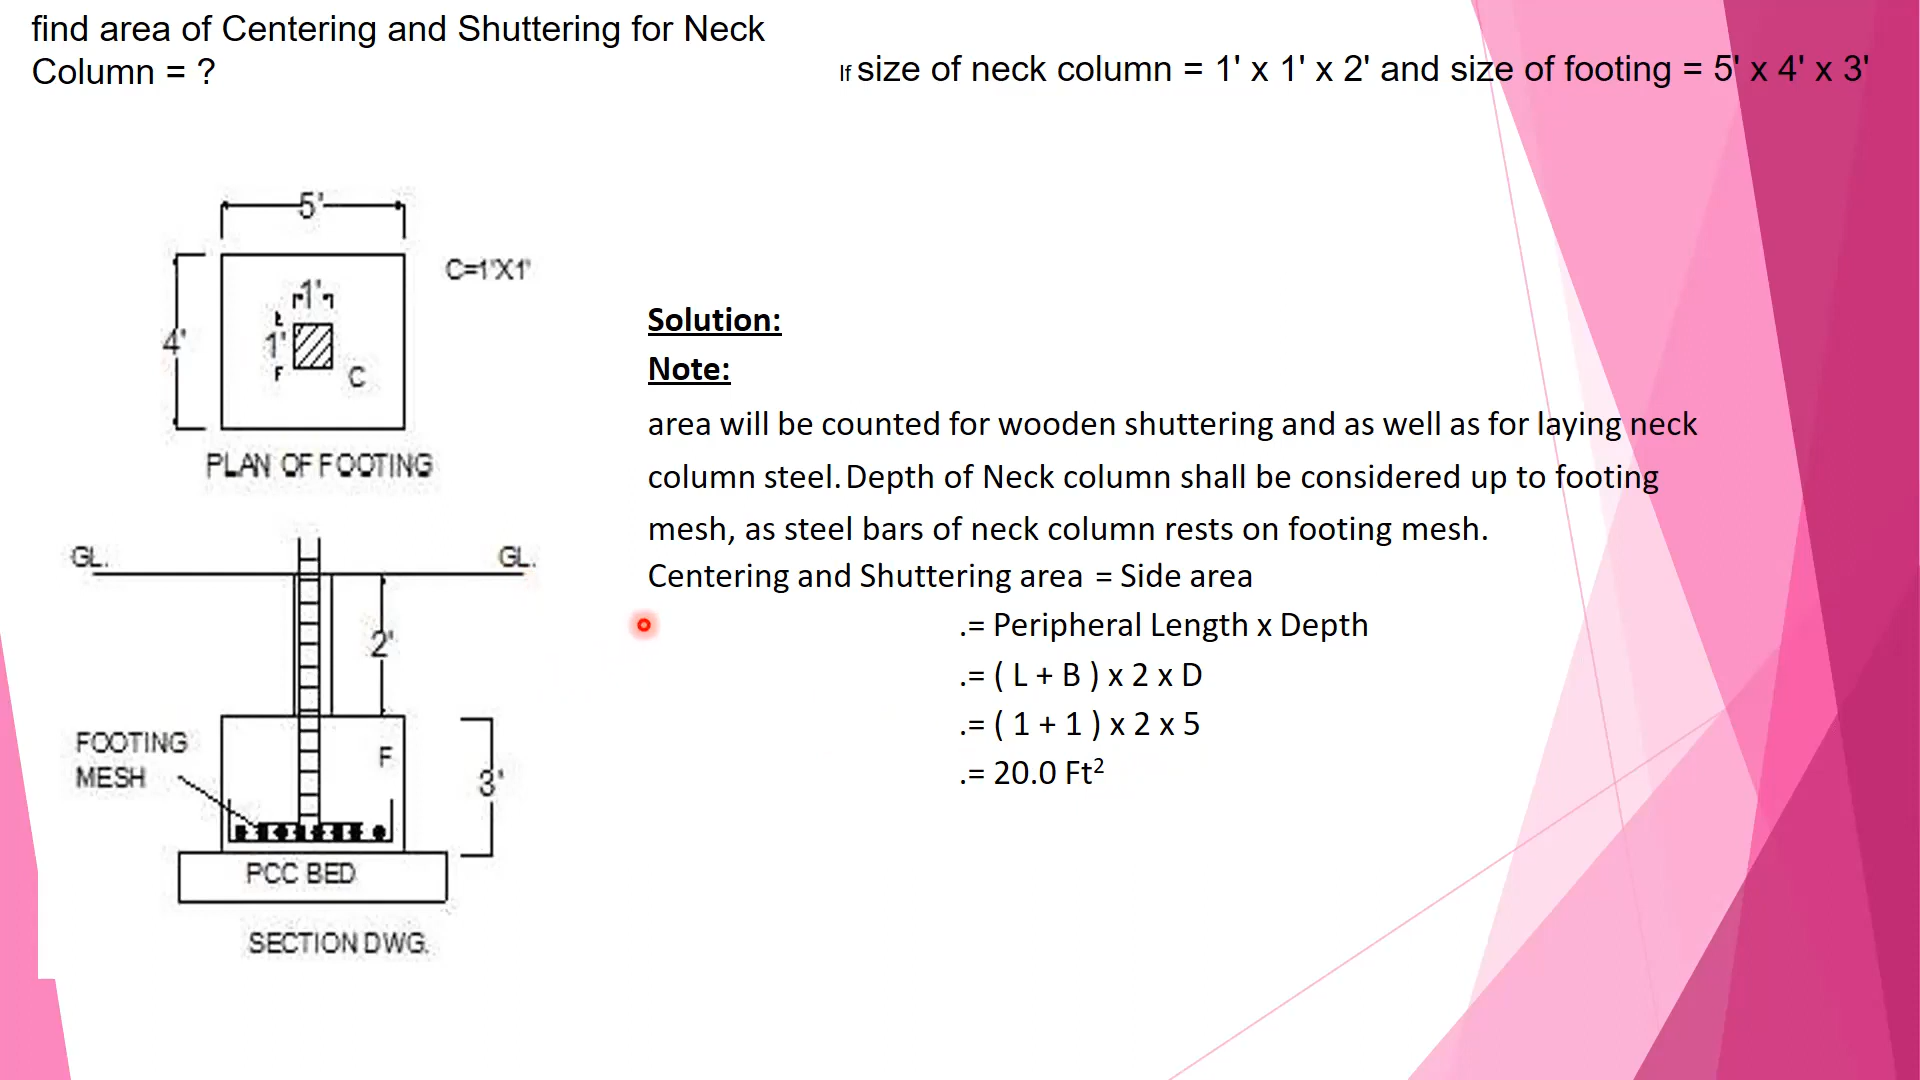 find area of Centering and Shuttering for Neck
Column = ?
If size of neck column = 1' x 1' x 2' and size of footing = 5' x 4' x 3'
5'
C=1'X1'
1'
4'
1'
C
PLAN OF FOOTING
GL.
GL.
2'
FOOTING
MESH
F
3'
PCC BED
SECTION DWG.
Solution:
Note:
area will be counted for wooden shuttering and as well as for laying neck
column steel. Depth of Neck column shall be considered up to footing
mesh, as steel bars of neck column rests on footing mesh.
Centering and Shuttering area = Side area
.= Peripheral Length x Depth
.= ( L + B ) x 2 x D
.= ( 1 + 1 ) x 2 x 5
.= 20.0 Ft²